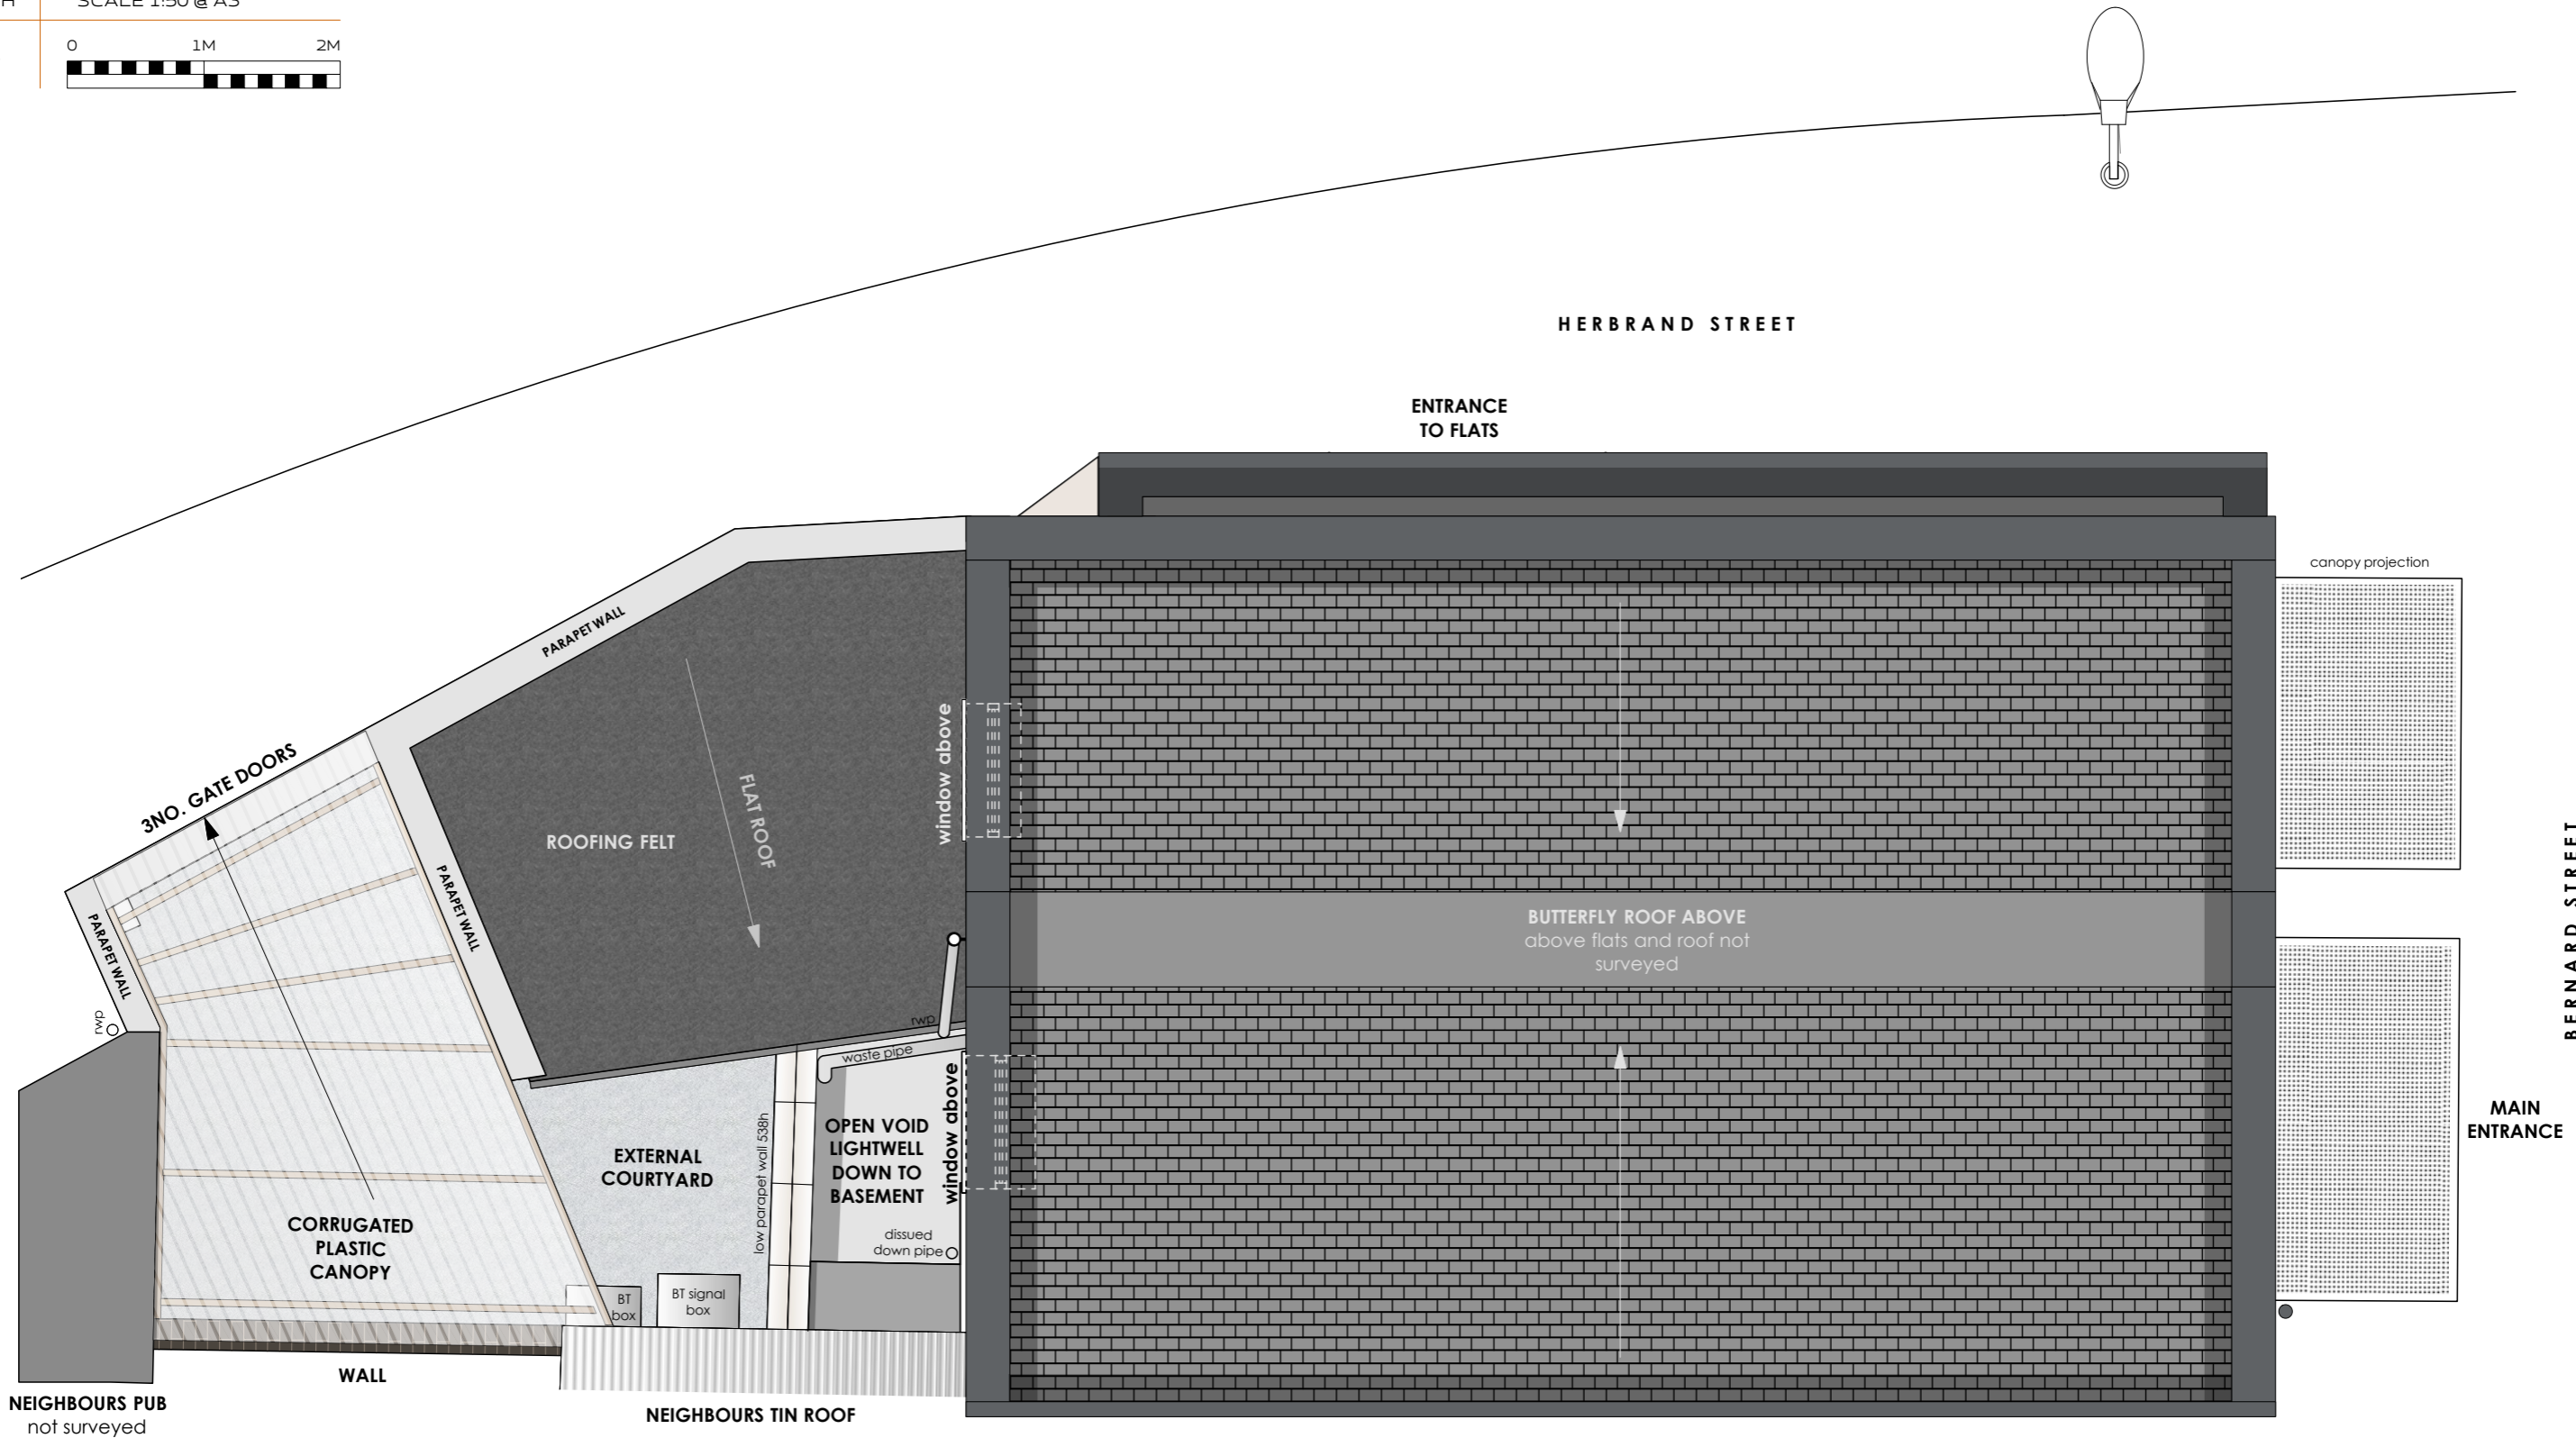 SCALE 1:50 @ A3
0 1M 2M
HERBRAND STREET
ENTRANCE
TO FLATS
canopy projection
PARAPET WALL
3NO. GATE DOORS
PARAPET WALL
PARAPET WALL
ROOFING FELT
FLAT ROOF
window above
BUTTERFLY ROOF ABOVE
above flats and roof not
surveyed
BERNARD STREET
rwp
rwp
waste pipe
window above
low parapet wall 538h
OPEN VOID
LIGHTWELL
DOWN TO
BASEMENT
EXTERNAL
COURTYARD
MAIN
ENTRANCE
dissued
down pipe
CORRUGATED
PLASTIC
CANOPY
BT
box
BT signal
box
WALL
NEIGHBOURS PUB
not surveyed
NEIGHBOURS TIN ROOF